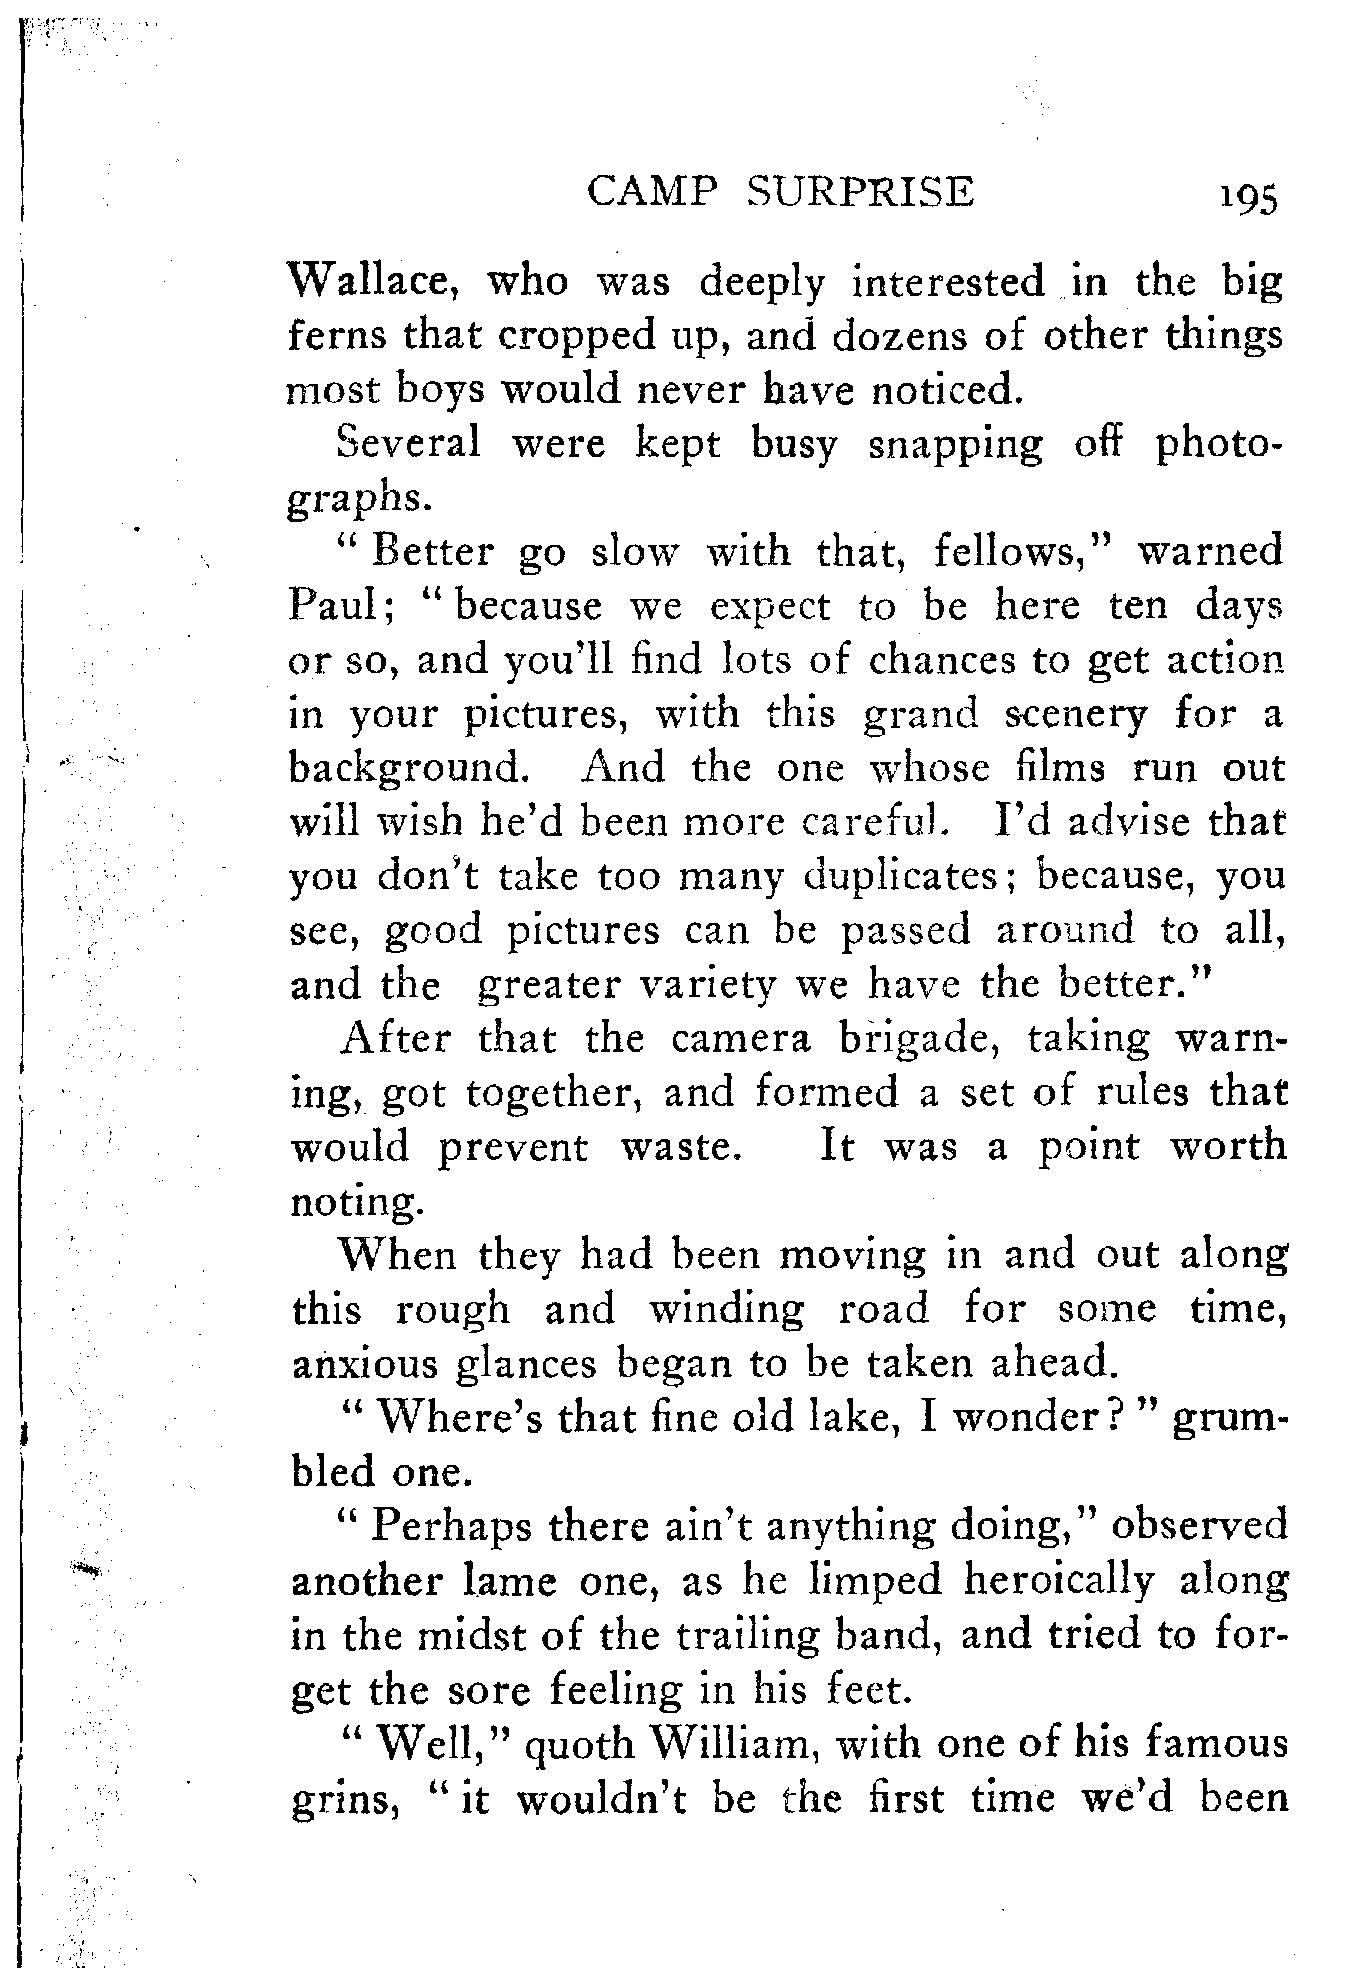 CAMP SURPRISE 195
Wallace, who was deeply interested in the big
ferns that cropped up, and dozens of other things
most boys would never have noticed.
Several were kept busy snapping off photo-
graphs.
" Better go slow with that, fellows," warned
Paul; " because we expect to be here ten days
or so, and you'll find lots of chances to get action
in your pictures, with this grand scenery for a
background. And the one whose films run out
will wish he'd been more careful. I'd advise that
you don't take too many duplicates; because, you
see, good pictures can be passed around to all,
and the greater variety we have the better."
After that the camera brigade, taking warn-
ing, got together, and formed a set of rules that
would prevent waste. It was a point worth
noting.
When they had been moving in and out along
this rough and winding road for some time,
anxious glances began to be taken ahead.
" Where's that fine old lake, I wonder? " grum-
bled one.
" Perhaps there ain't anything doing," observed
another lame one, as he limped heroically along
in the midst of the trailing band, and tried to for-
get the sore feeling in his feet.
" Well," quoth William, with one of his famous
grins, " it wouldn't be the first time we'd been